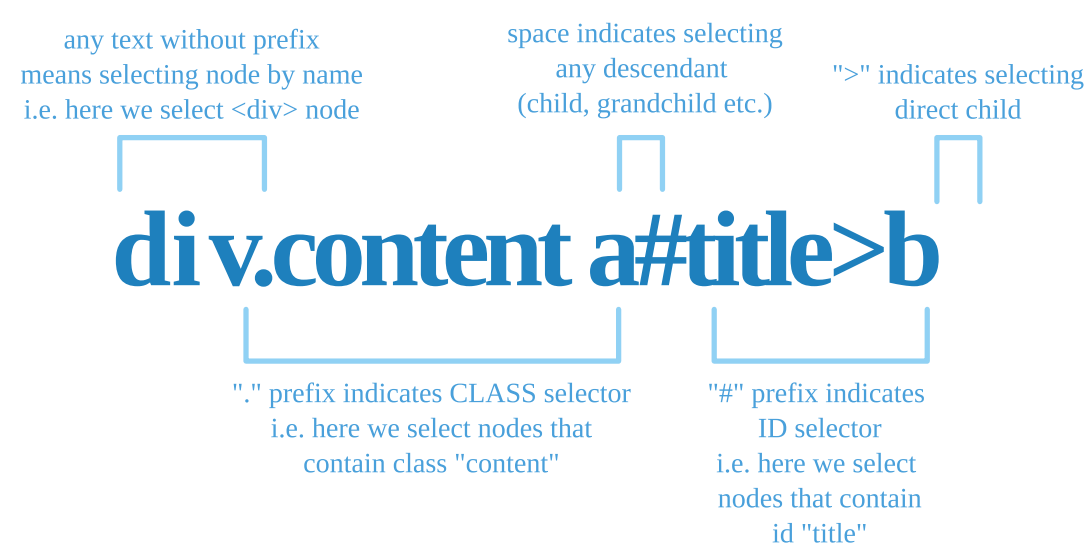 any text without prefix
means selecting node by name
i.e. here we select <div> node
space indicates selecting
any descendant
(child, grandchild etc.)
">" indicates selecting
direct child
div.content a#title>b
"." prefix indicates CLASS selector
i.e. here we select nodes that
contain class "content"
"#" prefix indicates
ID selector
i.e. here we select
nodes that contain
id "title"